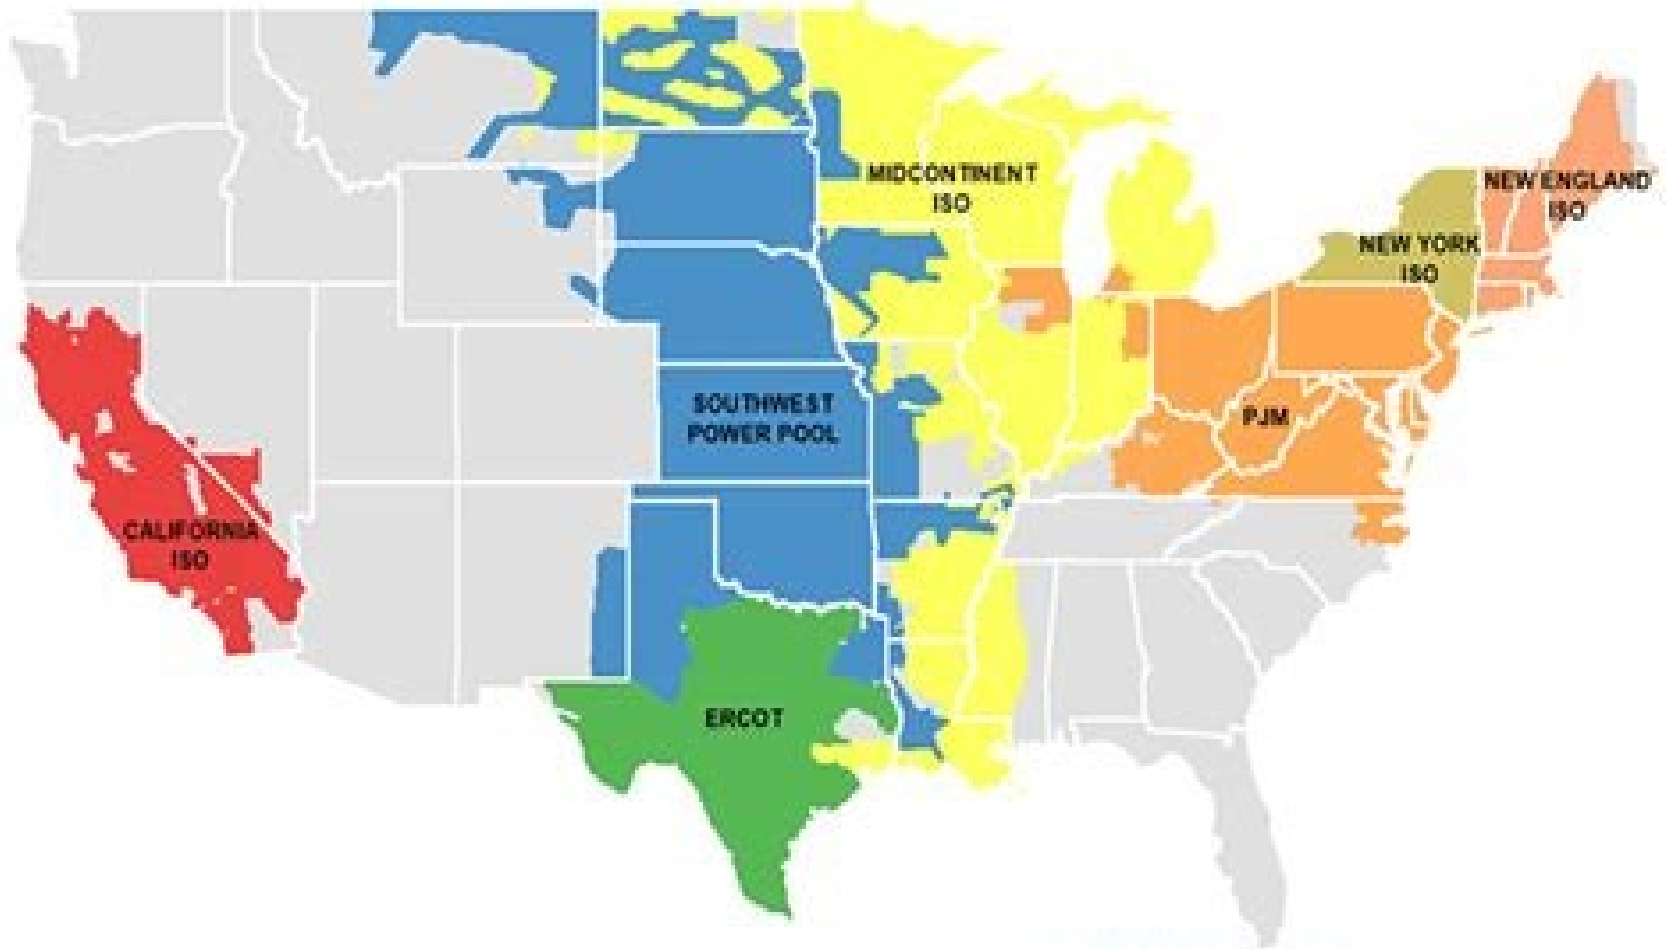 MIDCONTINENT
ISO
NEW ENGLAND
ISO
NEW YORK
ISO
SOUTHWEST
POWER POOL
PJM
CALIFORNIA
ISO
ERCOT